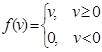 f(v)= { v, v≥0
0, v<0